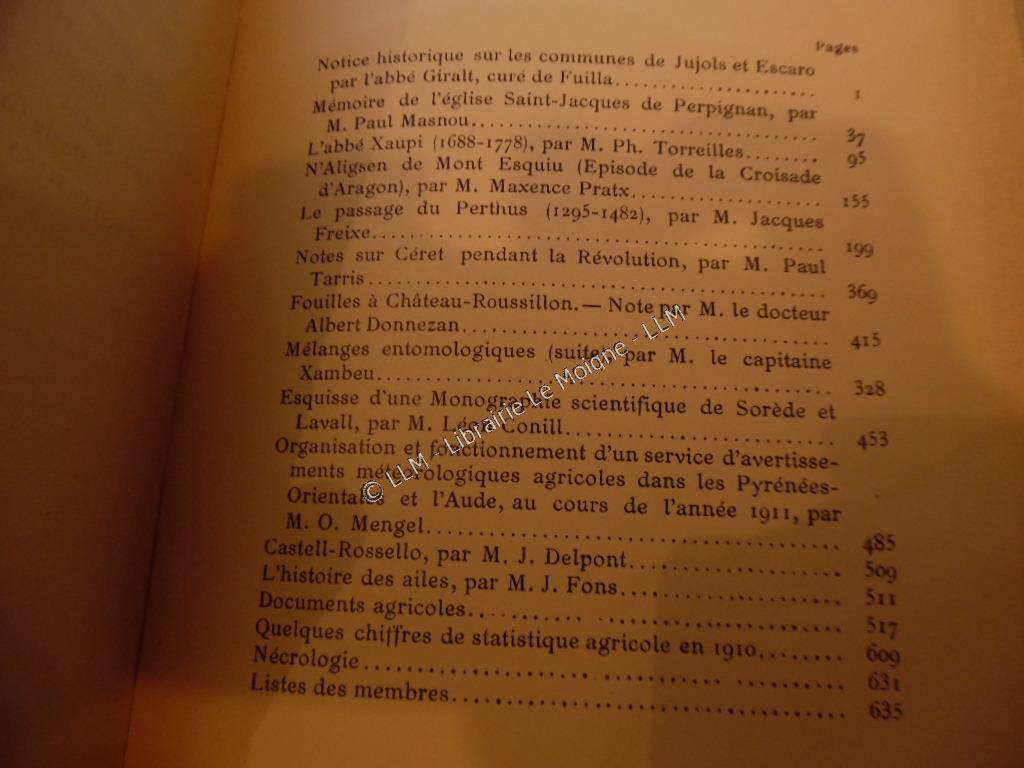 Pages
Notice historique sur les communes de Jujols et Escaro
par l'abbé Giralt, curé de Fuilla.................... 1
Mémoire de l'église Saint-Jacques de Perpignan, par
M. Paul Masnou.................... 37
L'abbé Xaupi (1688-1778), par M. Ph. Torreilles........ 95
N'Aligsen de Mont Esquiu (Episode de la Croisade
d'Aragon), par M. Maxence Pratx.................... 155
Le passage du Perthus (1295-1482), par M. Jacques
Freixe.................... 199
Notes sur Céret pendant la Révolution, par M. Paul
Tarris.................... 369
Fouilles à Château-Roussillon. — Note par M. le docteur
Albert Donnezan.................... 415
Mélanges entomologiques (suite) par M. le capitaine
Xambeu.................... 328
Esquisse d'une Monographie scientifique de Sorède et
Lavall, par M. Léon Conill.................... 453
Organisation et fonctionnement d'un service d'avertisse-
ments météorologiques agricoles dans les Pyrénées-
Orientales et l'Aude, au cours de l'année 1911, par
M. O. Mengel.................... 485
Castell-Rossello, par M. J. Delpont.................... 509
L'histoire des ailes, par M. J. Fons.................... 511
Documents agricoles.................... 517
Quelques chiffres de statistique agricole en 1910........ 609
Nécrologie.................... 631
Listes des membres.................... 635
© LLM - Librairie Le Moigne - LLM